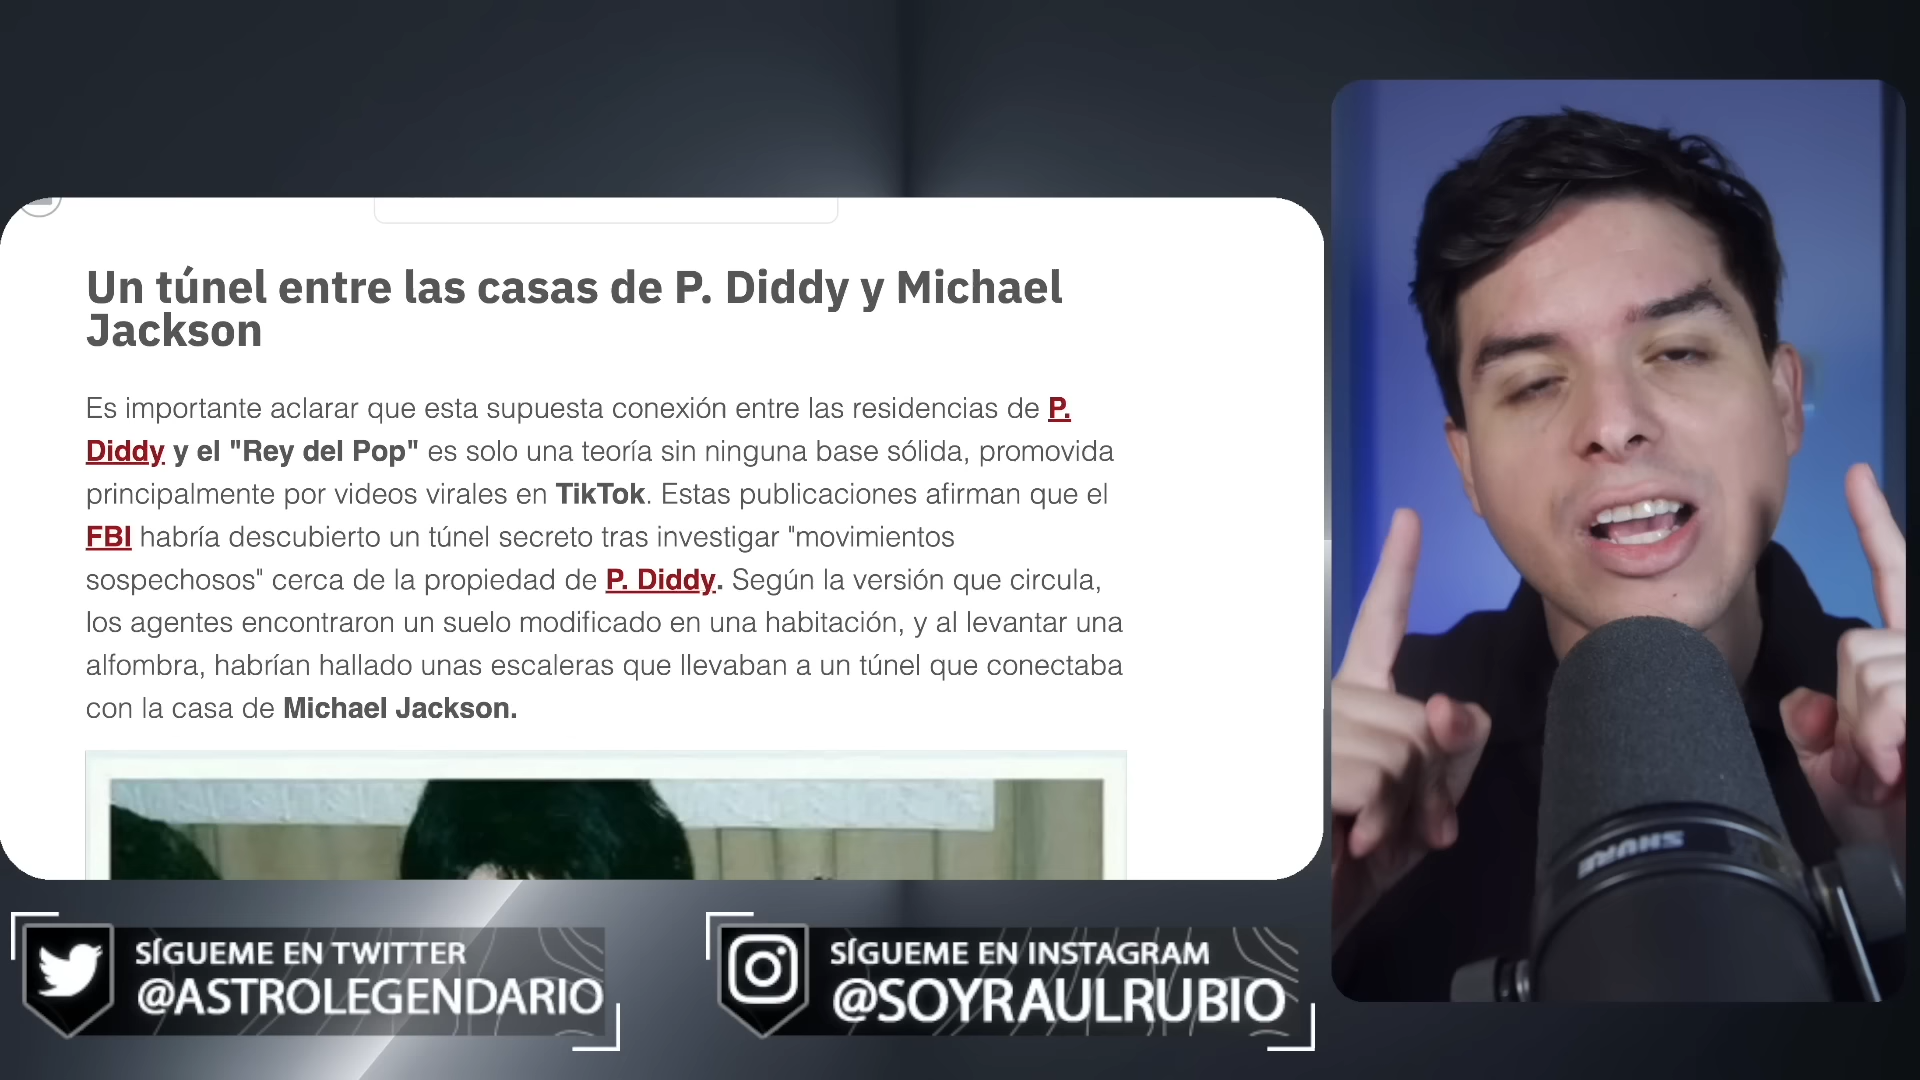 Un túnel entre las casas de P. Diddy y Michael
Jackson
Es importante aclarar que esta supuesta conexión entre las residencias de P.
Diddy y el "Rey del Pop" es solo una teoría sin ninguna base sólida, promovida
principalmente por videos virales en TikTok. Estas publicaciones afirman que el
FBI habría descubierto un túnel secreto tras investigar "movimientos
sospechosos" cerca de la propiedad de P. Diddy. Según la versión que circula,
los agentes encontraron un suelo modificado en una habitación, y al levantar una
alfombra, habrían hallado unas escaleras que llevaban a un túnel que conectaba
con la casa de Michael Jackson.
SÍGUEME EN TWITTER
@ASTROLEGENDARIO
SÍGUEME EN INSTAGRAM
@SOYRAULRUBIO
SHURE